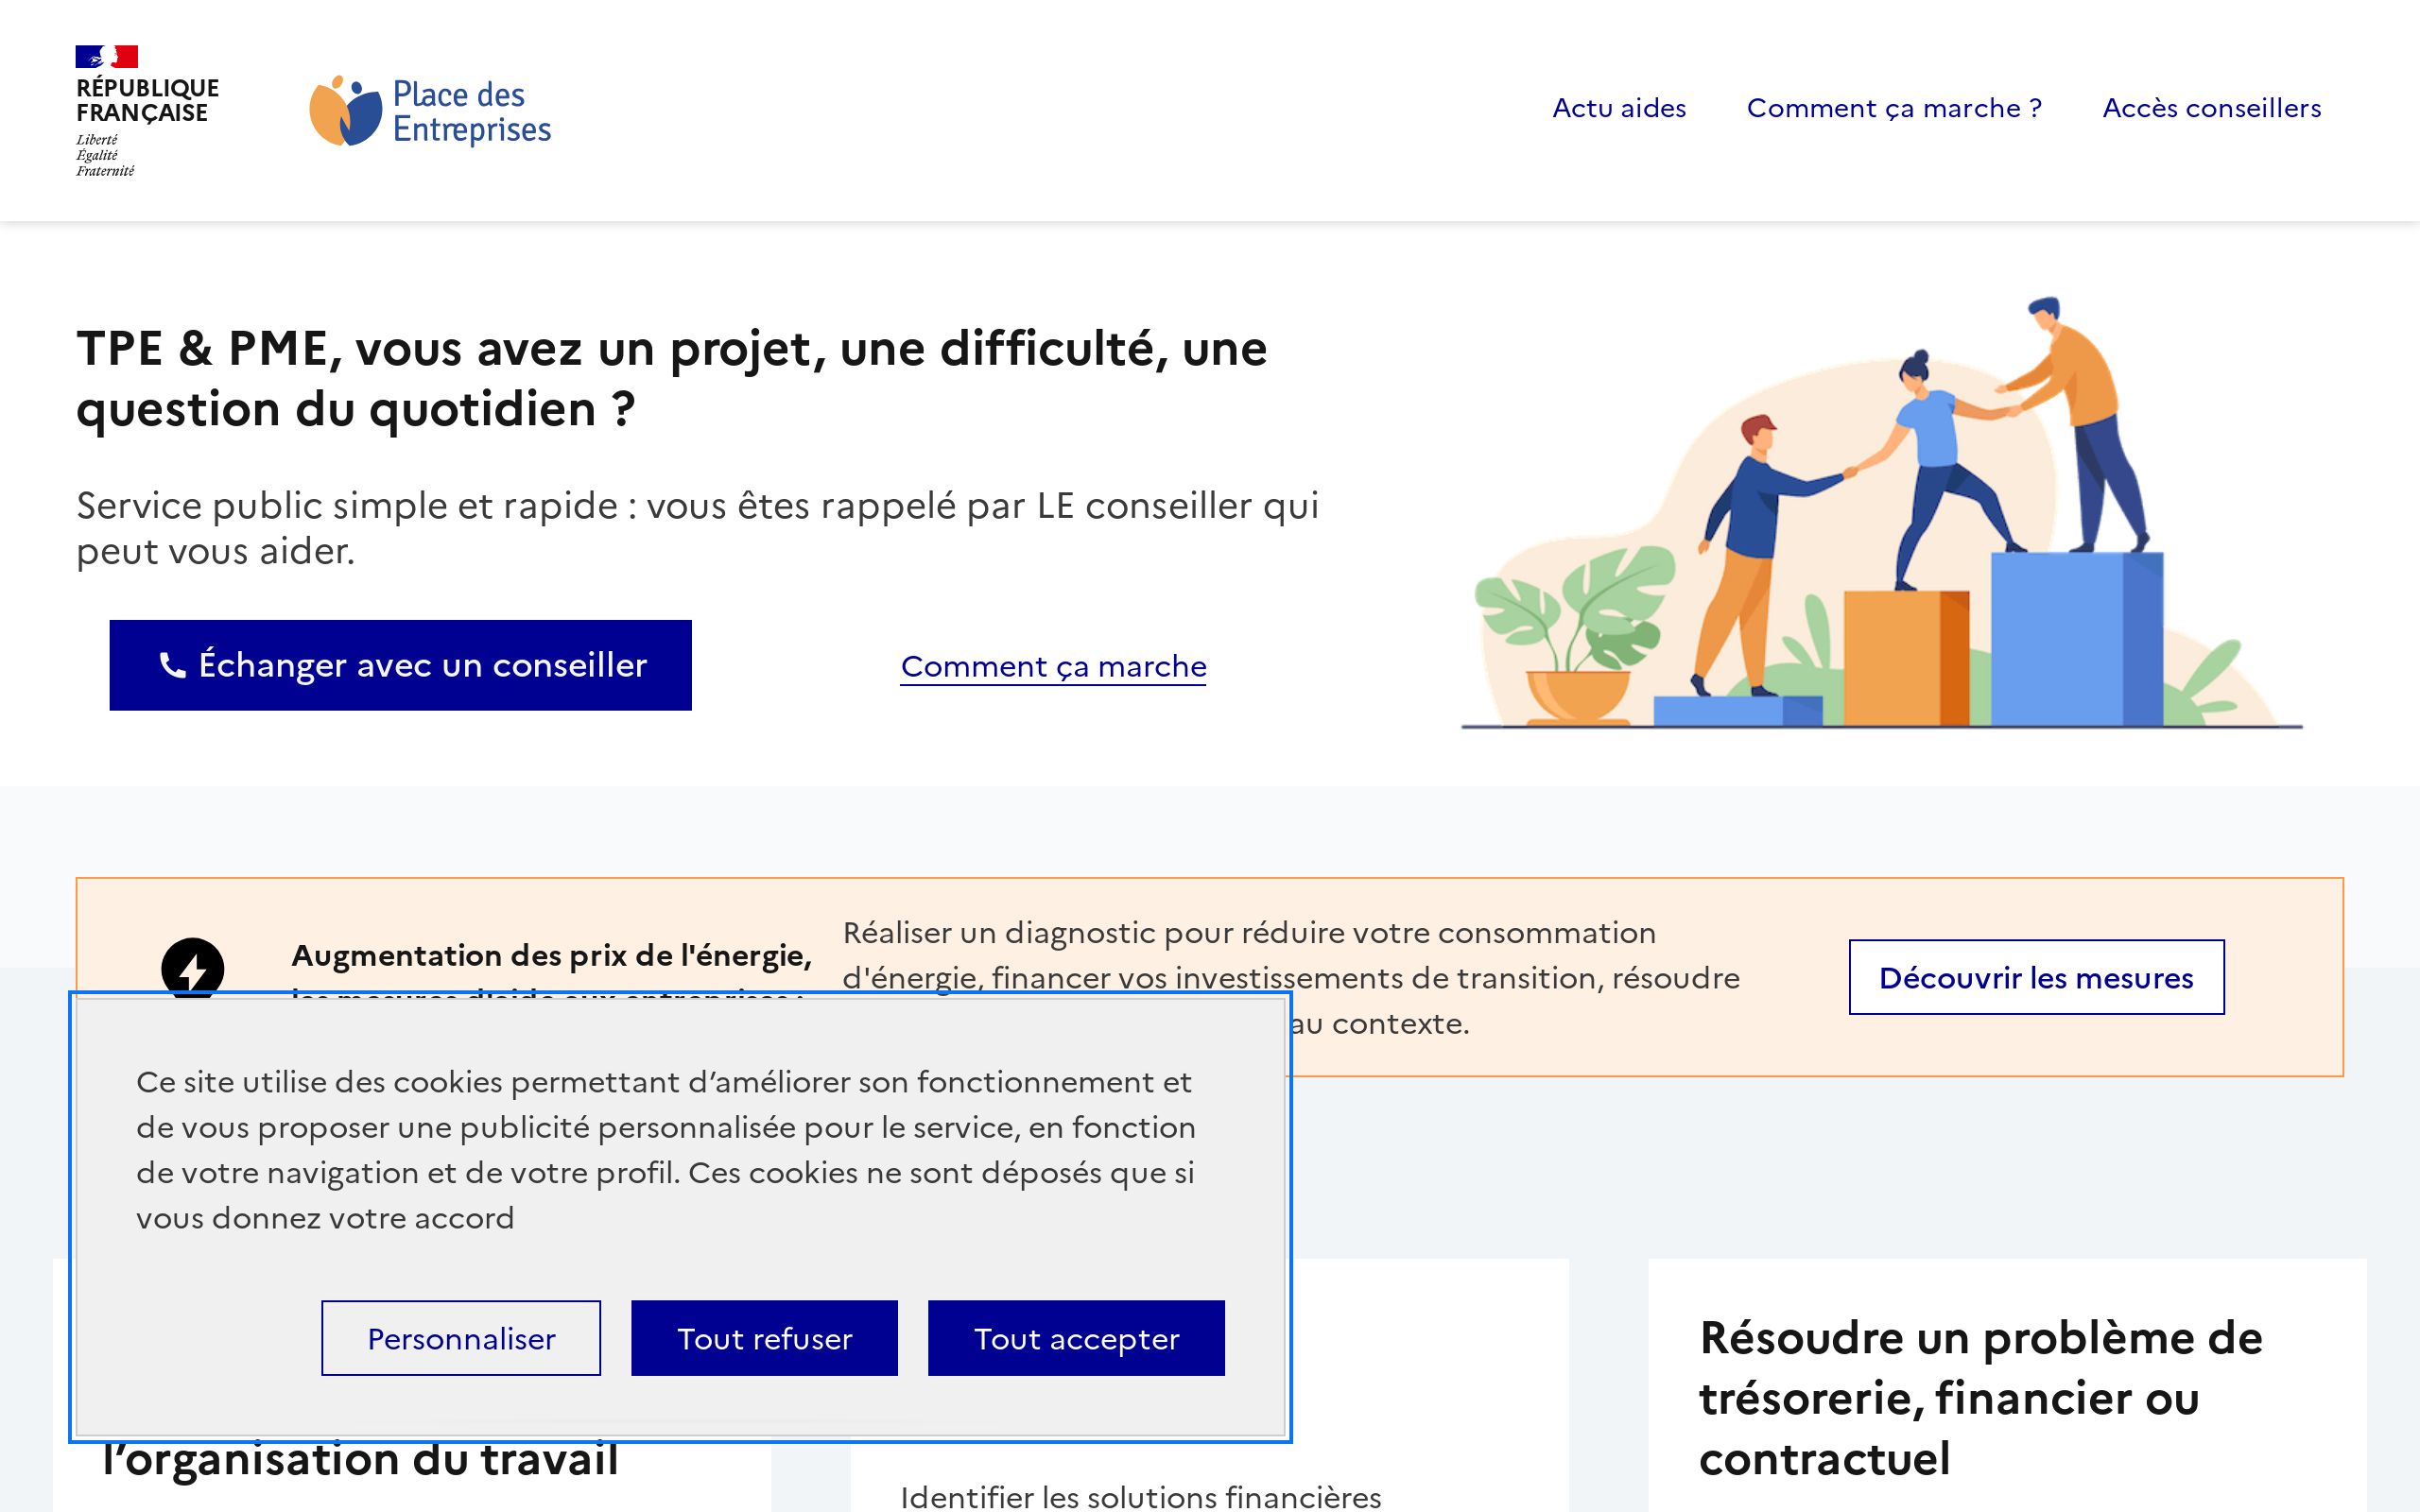 RÉPUBLIQUE
FRANÇAISE
Liberté
Égalité
Fraternité
Place des
Entreprises
Actu aides
Comment ça marche ?
Accès conseillers
TPE & PME, vous avez un projet, une difficulté, une
question du quotidien ?
Service public simple et rapide : vous êtes rappelé par LE conseiller qui
peut vous aider.
Échanger avec un conseiller
Comment ça marche
Augmentation des prix de l'énergie,
Réaliser un diagnostic pour réduire votre consommation
d'énergie, financer vos investissements de transition, résoudre
au contexte.
Découvrir les mesures
Ce site utilise des cookies permettant d’améliorer son fonctionnement et
de vous proposer une publicité personnalisée pour le service, en fonction
de votre navigation et de votre profil. Ces cookies ne sont déposés que si
vous donnez votre accord
Personnaliser
Tout refuser
Tout accepter
l’organisation du travail
Identifier les solutions financières
Résoudre un problème de
trésorerie, financier ou
contractuel